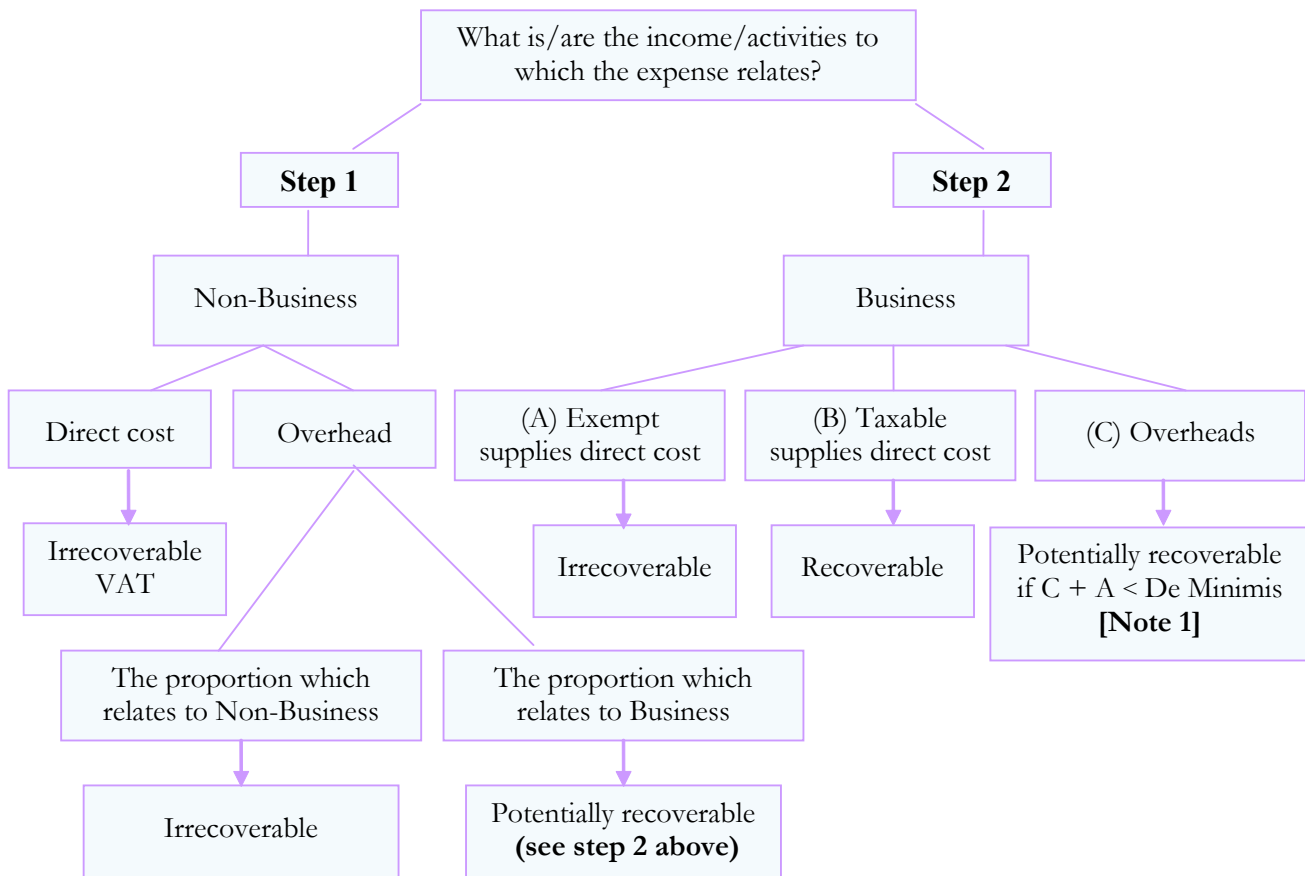 What is/are the income/activities to
which the expense relates?
Step 1
Step 2
Non-Business
Business
Direct cost
Overhead
(A) Exempt
supplies direct cost
(B) Taxable
supplies direct cost
(C) Overheads
Irrecoverable
VAT
Irrecoverable
Recoverable
Potentially recoverable
if C + A < De Minimis
[Note 1]
The proportion which
relates to Non-Business
The proportion which
relates to Business
Irrecoverable
Potentially recoverable
(see step 2 above)